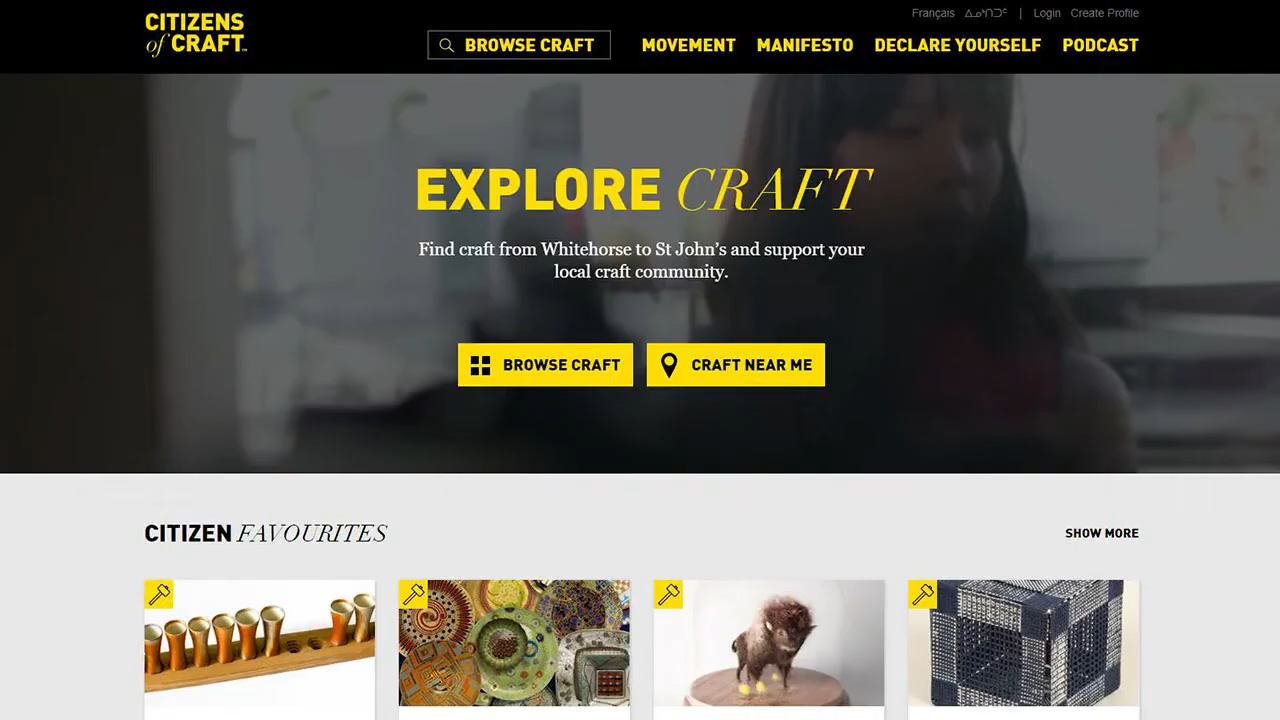 CITIZENS
of CRAFT™
Français ᐃᓄᒃᑎᑐᑦ | Login Create Profile
BROWSE CRAFT MOVEMENT MANIFESTO DECLARE YOURSELF PODCAST
EXPLORE CRAFT
Find craft from Whitehorse to St John’s and support your
local craft community.
BROWSE CRAFT CRAFT NEAR ME
CITIZEN FAVOURITES SHOW MORE